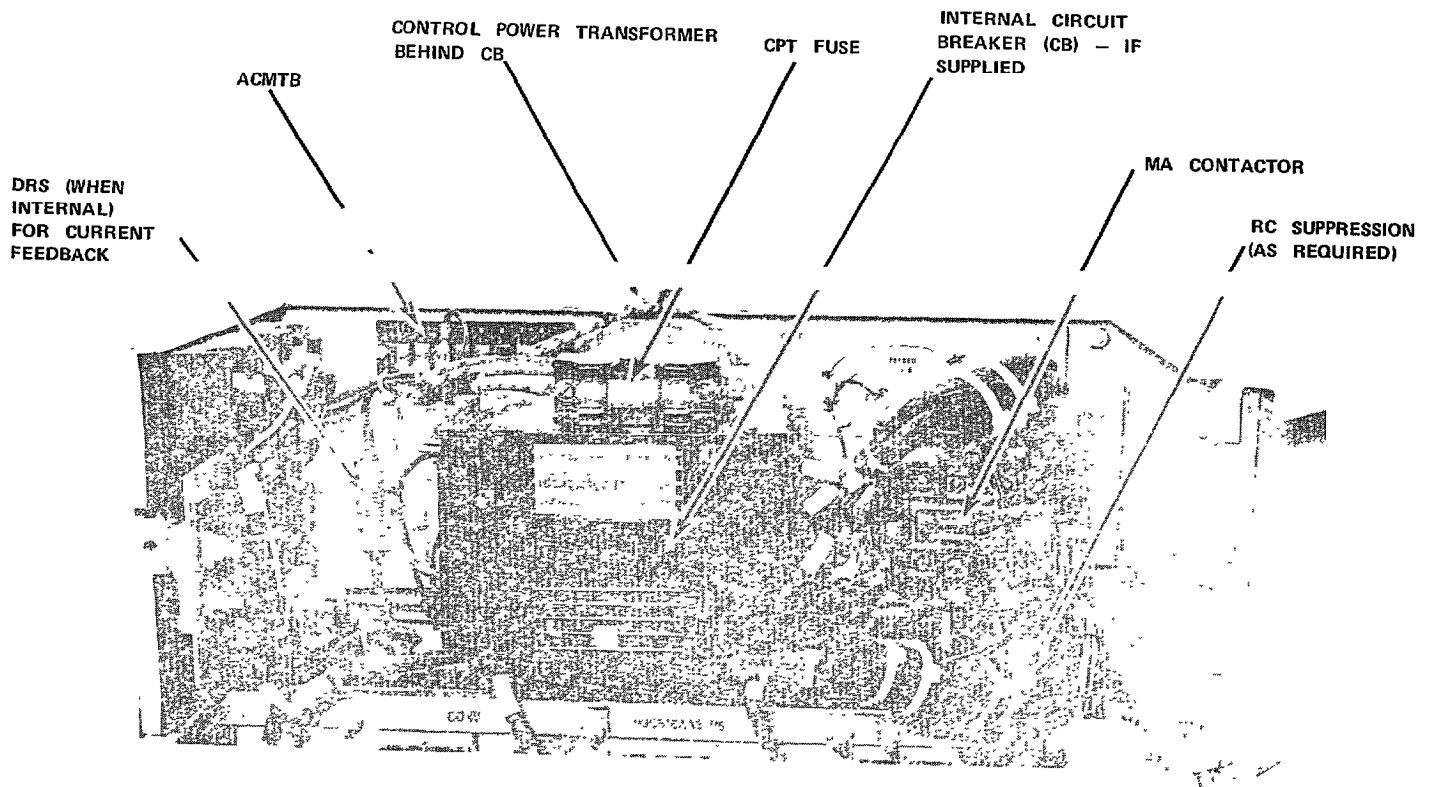 CONTROL POWER TRANSFORMER
BEHIND CB
CPT FUSE
INTERNAL CIRCUIT
BREAKER (CB) – IF
SUPPLIED
ACMTB
MA CONTACTOR
DRS (WHEN
INTERNAL)
FOR CURRENT
FEEDBACK
RC SUPPRESSION
(AS REQUIRED)